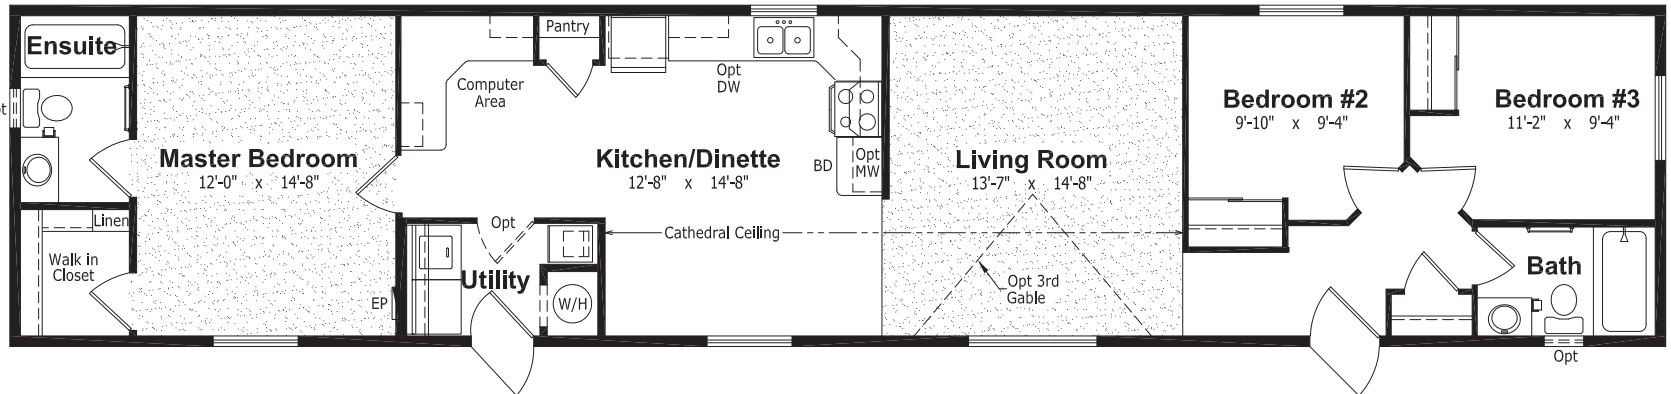 Ensuite
Linen
Walk in
Closet
Master Bedroom
12'-0" x 14'-8"
EP
Computer
Area
Pantry
Opt
DW
Kitchen/Dinette
12'-8" x 14'-8"
BD
Opt
MW
Opt
Utility
W/H
Cathedral Ceiling
Living Room
13'-7" x 14'-8"
Opt 3rd
Gable
Bedroom #2
9'-10" x 9'-4"
Bedroom #3
11'-2" x 9'-4"
Bath
Opt